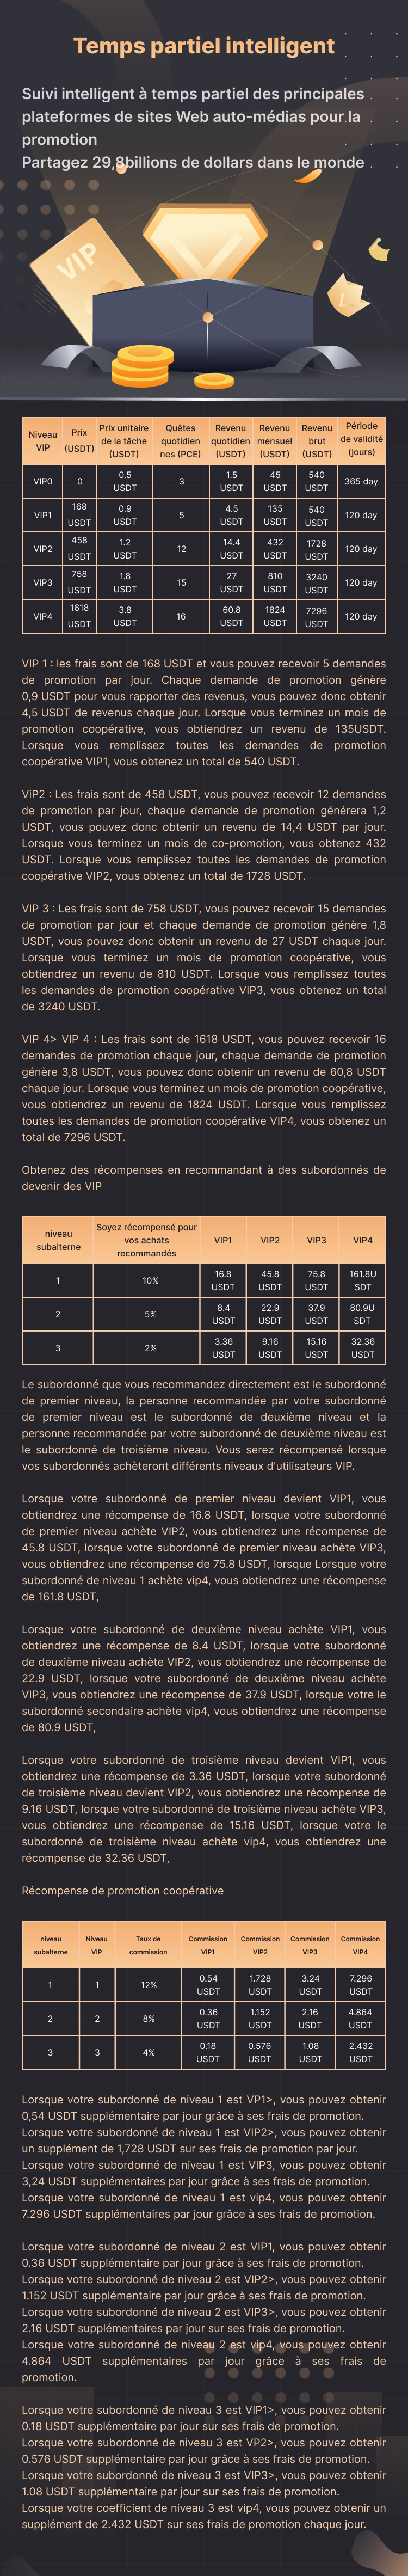 Temps partiel intelligent
Suivi intelligent à temps partiel des principales
plateformes de sites Web auto-médias pour la
promotion
Partagez 29,8billions de dollars dans le monde
VIP
Niveau VIP | Prix (USDT) | Prix unitaire de la tâche (USDT) | Quêtes quotidien nes (PCE) | Revenu quotidien (USDT) | Revenu mensuel (USDT) | Revenu brut (USDT) | Période de validité (jours)
VIP0 | 0 | 0.5 USDT | 3 | 1.5 USDT | 45 USDT | 540 USDT | 365 day
VIP1 | 168 USDT | 0.9 USDT | 5 | 4.5 USDT | 135 USDT | 540 USDT | 120 day
VIP2 | 458 USDT | 1.2 USDT | 12 | 14.4 USDT | 432 USDT | 1728 USDT | 120 day
VIP3 | 758 USDT | 1.8 USDT | 15 | 27 USDT | 810 USDT | 3240 USDT | 120 day
VIP4 | 1618 USDT | 3.8 USDT | 16 | 60.8 USDT | 1824 USDT | 7296 USDT | 120 day
VIP 1 : les frais sont de 168 USDT et vous pouvez recevoir 5 demandes
de promotion par jour. Chaque demande de promotion génère
0,9 USDT pour vous rapporter des revenus, vous pouvez donc obtenir
4,5 USDT de revenus chaque jour. Lorsque vous terminez un mois de
promotion coopérative, vous obtiendrez un revenu de 135USDT.
Lorsque vous remplissez toutes les demandes de promotion
coopérative VIP1, vous obtenez un total de 540 USDT.
ViP2 : Les frais sont de 458 USDT, vous pouvez recevoir 12 demandes
de promotion par jour, chaque demande de promotion générera 1,2
USDT, vous pouvez donc obtenir un revenu de 14,4 USDT par jour.
Lorsque vous terminez un mois de co-promotion, vous obtenez 432
USDT. Lorsque vous remplissez toutes les demandes de promotion
coopérative VIP2, vous obtenez un total de 1728 USDT.
VIP 3 : Les frais sont de 758 USDT, vous pouvez recevoir 15 demandes
de promotion par jour et chaque demande de promotion génère 1,8
USDT, vous pouvez donc obtenir un revenu de 27 USDT chaque jour.
Lorsque vous terminez un mois de promotion coopérative, vous
obtiendrez un revenu de 810 USDT. Lorsque vous remplissez toutes
les demandes de promotion coopérative VIP3, vous obtenez un total
de 3240 USDT.
VIP 4> VIP 4 : Les frais sont de 1618 USDT, vous pouvez recevoir 16
demandes de promotion chaque jour, chaque demande de promotion
génère 3,8 USDT, vous pouvez donc obtenir un revenu de 60,8 USDT
chaque jour. Lorsque vous terminez un mois de promotion coopérative,
vous obtiendrez un revenu de 1824 USDT. Lorsque vous remplissez
toutes les demandes de promotion coopérative VIP4, vous obtenez un
total de 7296 USDT.
Obtenez des récompenses en recommandant à des subordonnés de
devenir des VIP
niveau subalterne | Soyez récompensé pour vos achats recommandés | VIP1 | VIP2 | VIP3 | VIP4
1 | 10% | 16.8 USDT | 45.8 USDT | 75.8 USDT | 161.8U SDT
2 | 5% | 8.4 USDT | 22.9 USDT | 37.9 USDT | 80.9U SDT
3 | 2% | 3.36 USDT | 9.16 USDT | 15.16 USDT | 32.36 USDT
Le subordonné que vous recommandez directement est le subordonné
de premier niveau, la personne recommandée par votre subordonné
de premier niveau est le subordonné de deuxième niveau et la
personne recommandée par votre subordonné de deuxième niveau est
le subordonné de troisième niveau. Vous serez récompensé lorsque
vos subordonnés achèteront différents niveaux d'utilisateurs VIP.
Lorsque votre subordonné de premier niveau devient VIP1, vous
obtiendrez une récompense de 16.8 USDT, lorsque votre subordonné
de premier niveau achète VIP2, vous obtiendrez une récompense de
45.8 USDT, lorsque votre subordonné de premier niveau achète VIP3,
vous obtiendrez une récompense de 75.8 USDT, lorsque Lorsque votre
subordonné de niveau 1 achète vip4, vous obtiendrez une récompense
de 161.8 USDT,
Lorsque votre subordonné de deuxième niveau achète VIP1, vous
obtiendrez une récompense de 8.4 USDT, lorsque votre subordonné
de deuxième niveau achète VIP2, vous obtiendrez une récompense de
22.9 USDT, lorsque votre subordonné de deuxième niveau achète
VIP3, vous obtiendrez une récompense de 37.9 USDT, lorsque votre le
subordonné secondaire achète vip4, vous obtiendrez une récompense
de 80.9 USDT,
Lorsque votre subordonné de troisième niveau devient VIP1, vous
obtiendrez une récompense de 3.36 USDT, lorsque votre subordonné
de troisième niveau devient VIP2, vous obtiendrez une récompense de
9.16 USDT, lorsque votre subordonné de troisième niveau achète VIP3,
vous obtiendrez une récompense de 15.16 USDT, lorsque votre le
subordonné de troisième niveau achète vip4, vous obtiendrez une
récompense de 32.36 USDT,
Récompense de promotion coopérative
niveau subalterne | Niveau VIP | Taux de commission | Commission VIP1 | Commission VIP2 | Commission VIP3 | Commission VIP4
1 | 1 | 12% | 0.54 USDT | 1.728 USDT | 3.24 USDT | 7.296 USDT
2 | 2 | 8% | 0.36 USDT | 1.152 USDT | 2.16 USDT | 4.864 USDT
3 | 3 | 4% | 0.18 USDT | 0.576 USDT | 1.08 USDT | 2.432 USDT
Lorsque votre subordonné de niveau 1 est VP1>, vous pouvez obtenir
0,54 USDT supplémentaire par jour grâce à ses frais de promotion.
Lorsque votre subordonné de niveau 1 est VIP2>, vous pouvez obtenir
un supplément de 1,728 USDT sur ses frais de promotion par jour.
Lorsque votre subordonné de niveau 1 est VIP3, vous pouvez obtenir
3,24 USDT supplémentaires par jour grâce à ses frais de promotion.
Lorsque votre subordonné de niveau 1 est vip4, vous pouvez obtenir
7.296 USDT supplémentaires par jour grâce à ses frais de promotion.
Lorsque votre subordonné de niveau 2 est VIP1, vous pouvez obtenir
0.36 USDT supplémentaire par jour grâce à ses frais de promotion.
Lorsque votre subordonné de niveau 2 est VIP2>, vous pouvez obtenir
1.152 USDT supplémentaire par jour grâce à ses frais de promotion.
Lorsque votre subordonné de niveau 2 est VIP3>, vous pouvez obtenir
2.16 USDT supplémentaires par jour sur ses frais de promotion.
Lorsque votre subordonné de niveau 2 est vip4, vous pouvez obtenir
4.864 USDT supplémentaires par jour grâce à ses frais de
promotion.
Lorsque votre subordonné de niveau 3 est VIP1>, vous pouvez obtenir
0.18 USDT supplémentaire par jour sur ses frais de promotion.
Lorsque votre subordonné de niveau 3 est VP2>, vous pouvez obtenir
0.576 USDT supplémentaire par jour grâce à ses frais de promotion.
Lorsque votre subordonné de niveau 3 est VIP3>, vous pouvez obtenir
1.08 USDT supplémentaire par jour sur ses frais de promotion.
Lorsque votre coefficient de niveau 3 est vip4, vous pouvez obtenir un
supplément de 2.432 USDT sur ses frais de promotion chaque jour.